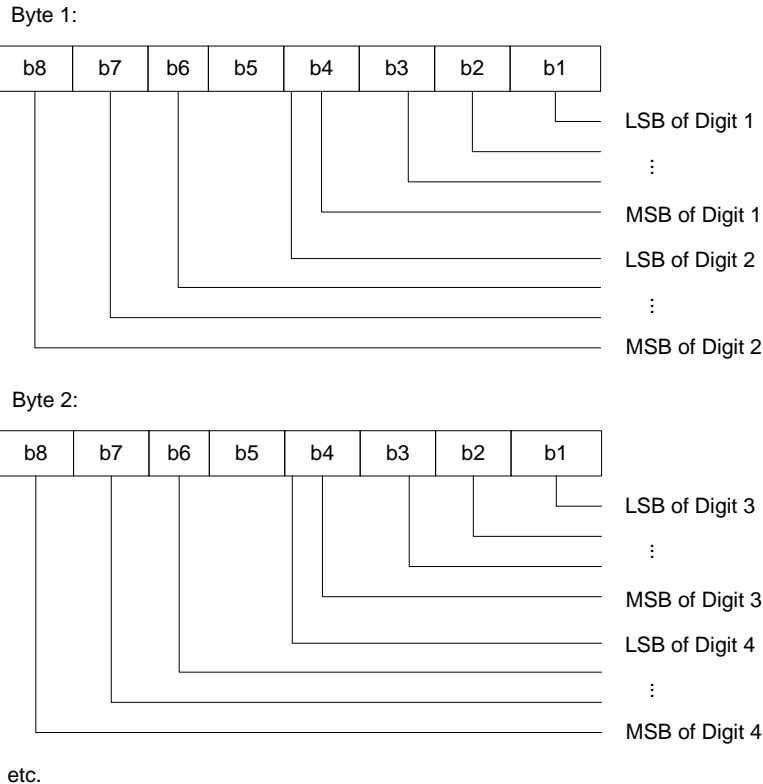 Byte 1:
b8 b7 b6 b5 b4 b3 b2 b1
LSB of Digit 1
⋮
MSB of Digit 1
LSB of Digit 2
⋮
MSB of Digit 2
Byte 2:
b8 b7 b6 b5 b4 b3 b2 b1
LSB of Digit 3
⋮
MSB of Digit 3
LSB of Digit 4
⋮
MSB of Digit 4
etc.